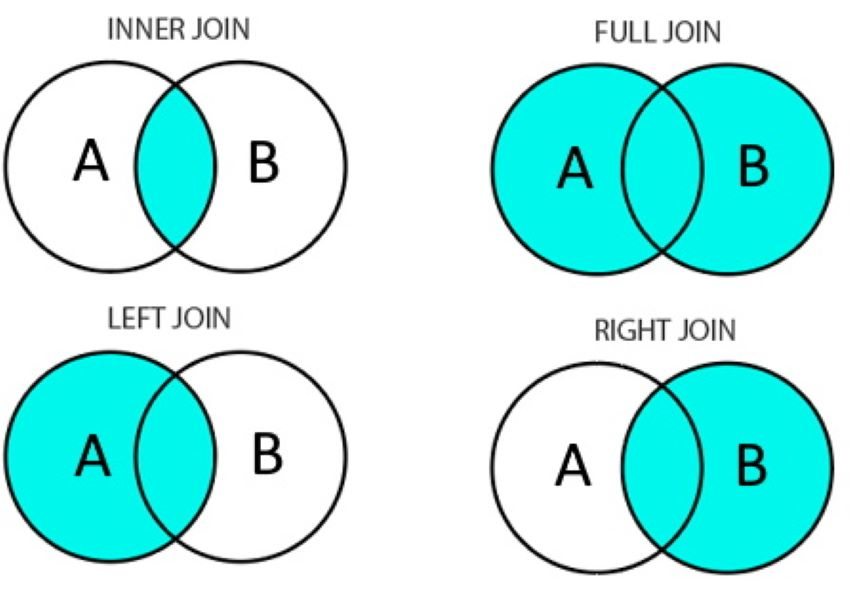 INNER JOIN
A B
FULL JOIN
A B
LEFT JOIN
A B
RIGHT JOIN
A B